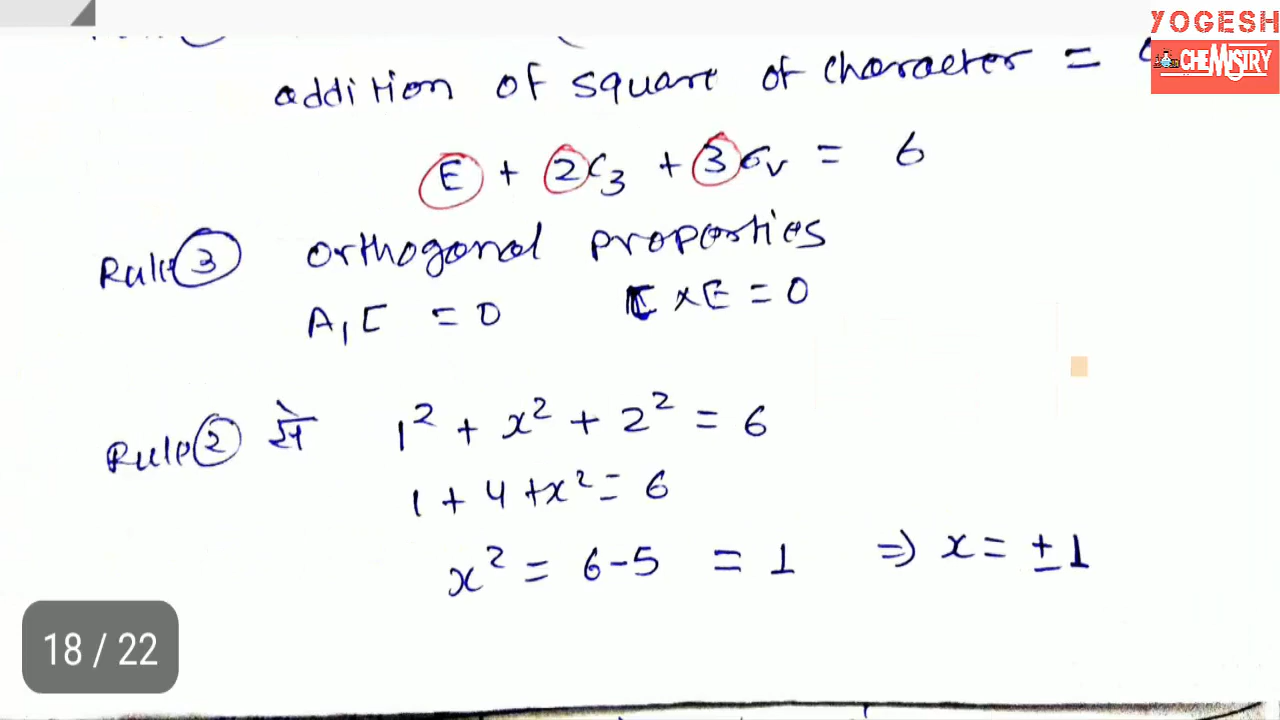 YOGESH
CHEMISTRY
addition of square of character =
E + 2C₃ + 3σᵥ = 6
Rule ③ Orthogonal properties
A₁E = 0 E × E = 0
Rule ② से 1² + x² + 2² = 6
1 + 4 + x² = 6
x² = 6 - 5 = 1 ⇒ x = ± 1
18 / 22